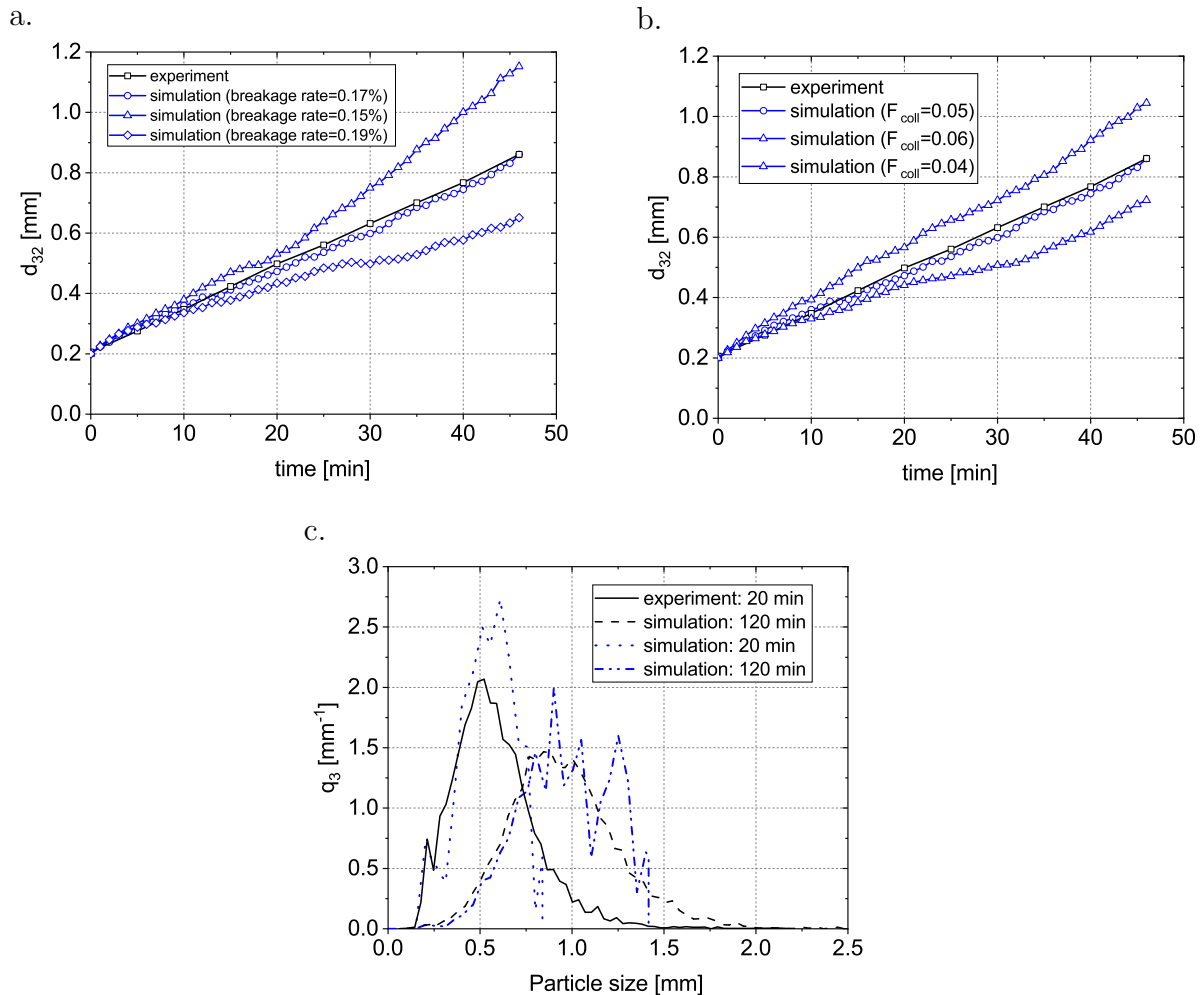 a.
1.2
1.0
0.8
0.6
0.4
0.2
0.0
d32 [mm]
experiment
simulation (breakage rate=0.17%)
simulation (breakage rate=0.15%)
simulation (breakage rate=0.19%)
0 10 20 30 40 50
time [min]
b.
1.2
1.0
0.8
0.6
0.4
0.2
0.0
d32 [mm]
experiment
simulation (Fcoll=0.05)
simulation (Fcoll=0.06)
simulation (Fcoll=0.04)
0 10 20 30 40 50
time [min]
c.
3.0
2.5
2.0
1.5
1.0
0.5
0.0
q3 [mm-1]
experiment: 20 min
simulation: 120 min
simulation: 20 min
simulation: 120 min
0.0 0.5 1.0 1.5 2.0 2.5
Particle size [mm]